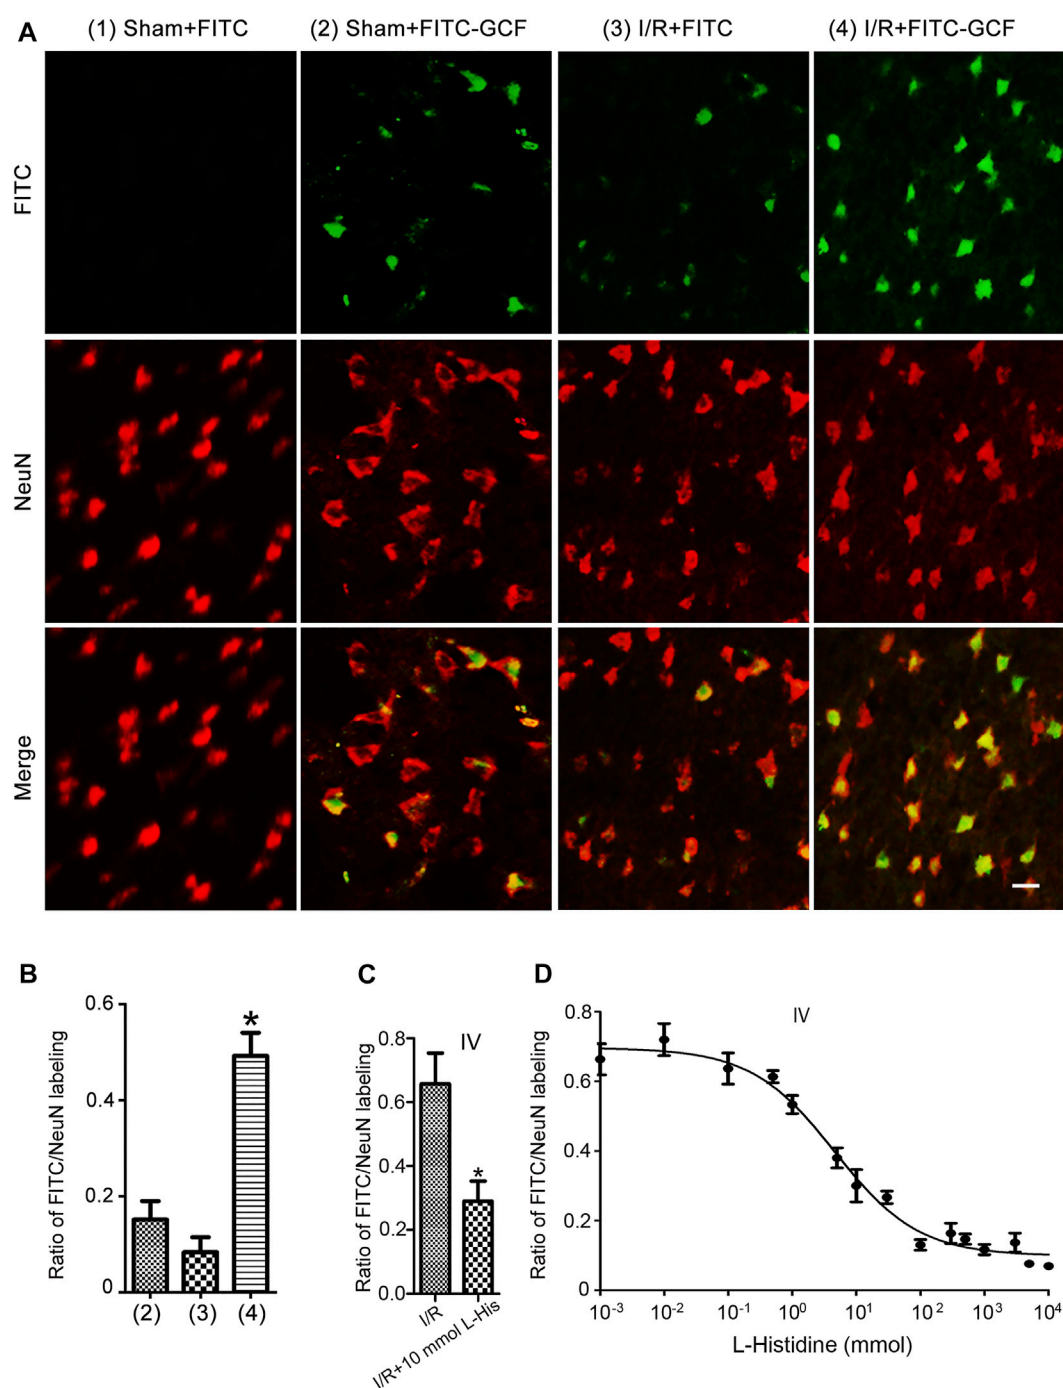 A
(1) Sham+FITC
(2) Sham+FITC-GCF
(3) I/R+FITC
(4) I/R+FITC-GCF
FITC
NeuN
Merge
B
Ratio of FITC/NeuN labeling
0.6
0.4
0.2
0
*
(2)
(3)
(4)
C
IV
Ratio of FITC/NeuN labeling
0.8
0.6
0.4
0.2
0.0
*
I/R
I/R+10 mmol L-His
D
IV
Ratio of FITC/NeuN labeling
0.8
0.6
0.4
0.2
0
10⁻³
10⁻²
10⁻¹
10⁰
10¹
10²
10³
10⁴
L-Histidine (mmol)